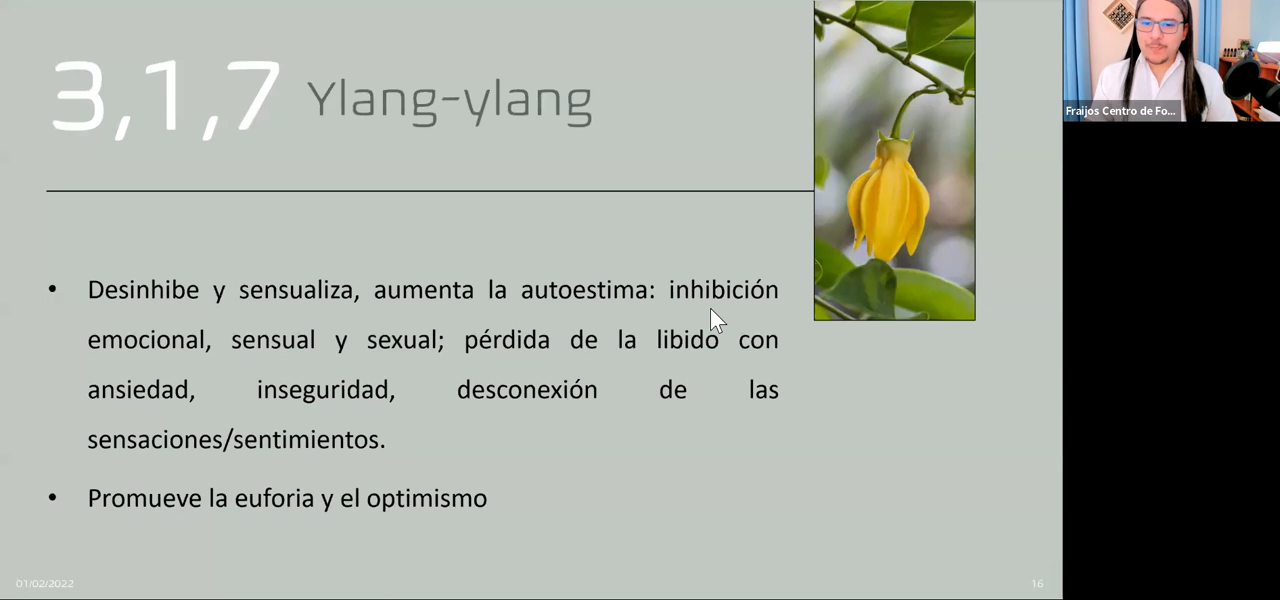 3,1,7 Ylang-ylang
Fraijos Centro de Fo...
• Desinhibe y sensualiza, aumenta la autoestima: inhibición
emocional, sensual y sexual; pérdida de la libido con
ansiedad, inseguridad, desconexión de las
sensaciones/sentimientos.
• Promueve la euforia y el optimismo
01/02/2022
16